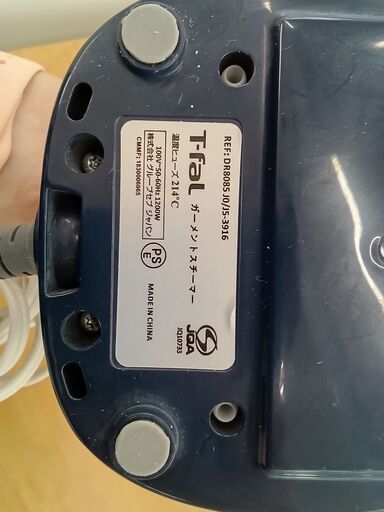 REF: DR8085J0/J5-3916
T-faL ガーメントスチーマー
温度ヒューズ 214°C
100V~50-60Hz 1200W
株式会社 グループセブ ジャパン
CMMF: 1830006065
PS
E
MADE IN CHINA
JQA
JQ10733